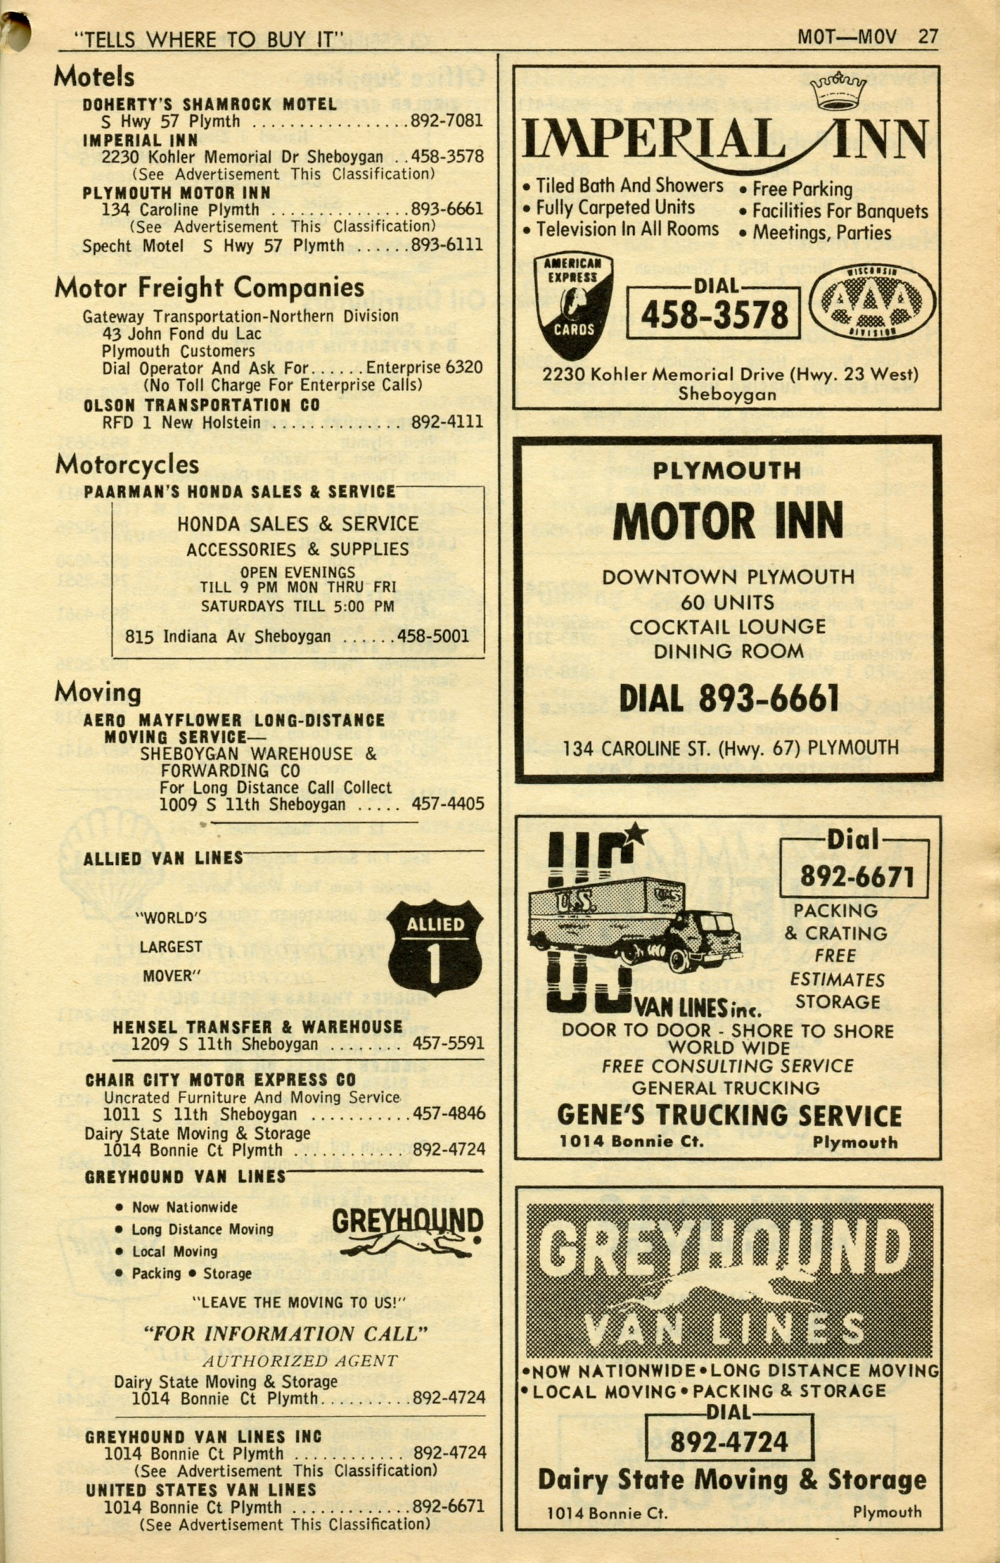 "TELLS WHERE TO BUY IT"
MOT—MOV 27
Motels
DOHERTY'S SHAMROCK MOTEL
S Hwy 57 Plymth ................892-7081
IMPERIAL INN
2230 Kohler Memorial Dr Sheboygan ..458-3578
(See Advertisement This Classification)
PLYMOUTH MOTOR INN
134 Caroline Plymth ...............893-6661
(See Advertisement This Classification)
Specht Motel S Hwy 57 Plymth ......893-6111
Motor Freight Companies
Gateway Transportation-Northern Division
43 John Fond du Lac
Plymouth Customers
Dial Operator And Ask For......Enterprise 6320
(No Toll Charge For Enterprise Calls)
OLSON TRANSPORTATION CO
RFD 1 New Holstein ...............892-4111
Motorcycles
PAARMAN'S HONDA SALES & SERVICE
HONDA SALES & SERVICE
ACCESSORIES & SUPPLIES
OPEN EVENINGS
TILL 9 PM MON THRU FRI
SATURDAYS TILL 5:00 PM
815 Indiana Av Sheboygan ......458-5001
Moving
AERO MAYFLOWER LONG-DISTANCE
MOVING SERVICE—
SHEBOYGAN WAREHOUSE &
FORWARDING CO
For Long Distance Call Collect
1009 S 11th Sheboygan ..... 457-4405
ALLIED VAN LINES
"WORLD'S
LARGEST
MOVER"
ALLIED
1
HENSEL TRANSFER & WAREHOUSE
1209 S 11th Sheboygan ........ 457-5591
CHAIR CITY MOTOR EXPRESS CO
Uncrated Furniture And Moving Service
1011 S 11th Sheboygan ...........457-4846
Dairy State Moving & Storage
1014 Bonnie Ct Plymth ............ 892-4724
GREYHOUND VAN LINES
• Now Nationwide
• Long Distance Moving
• Local Moving
• Packing • Storage
GREYHOUND
"LEAVE THE MOVING TO US!"
"FOR INFORMATION CALL"
AUTHORIZED AGENT
Dairy State Moving & Storage
1014 Bonnie Ct Plymth..........892-4724
GREYHOUND VAN LINES INC
1014 Bonnie Ct Plymth ............ 892-4724
(See Advertisement This Classification)
UNITED STATES VAN LINES
1014 Bonnie Ct Plymth .............892-6671
(See Advertisement This Classification)
IMPERIAL INN
• Tiled Bath And Showers
• Fully Carpeted Units
• Television In All Rooms
• Free Parking
• Facilities For Banquets
• Meetings, Parties
AMERICAN
EXPRESS
CARDS
DIAL
458-3578
WISCONSIN
AAA
DIVISION
2230 Kohler Memorial Drive (Hwy. 23 West)
Sheboygan
PLYMOUTH
MOTOR INN
DOWNTOWN PLYMOUTH
60 UNITS
COCKTAIL LOUNGE
DINING ROOM
DIAL 893-6661
134 CAROLINE ST. (Hwy. 67) PLYMOUTH
US
U.S.
U.S.
VAN LINES inc.
Dial
892-6671
PACKING
& CRATING
FREE
ESTIMATES
STORAGE
DOOR TO DOOR - SHORE TO SHORE
WORLD WIDE
FREE CONSULTING SERVICE
GENERAL TRUCKING
GENE'S TRUCKING SERVICE
1014 Bonnie Ct. Plymouth
GREYHOUND
VAN LINES
•NOW NATIONWIDE•LONG DISTANCE MOVING
•LOCAL MOVING•PACKING & STORAGE
DIAL
892-4724
Dairy State Moving & Storage
1014 Bonnie Ct. Plymouth